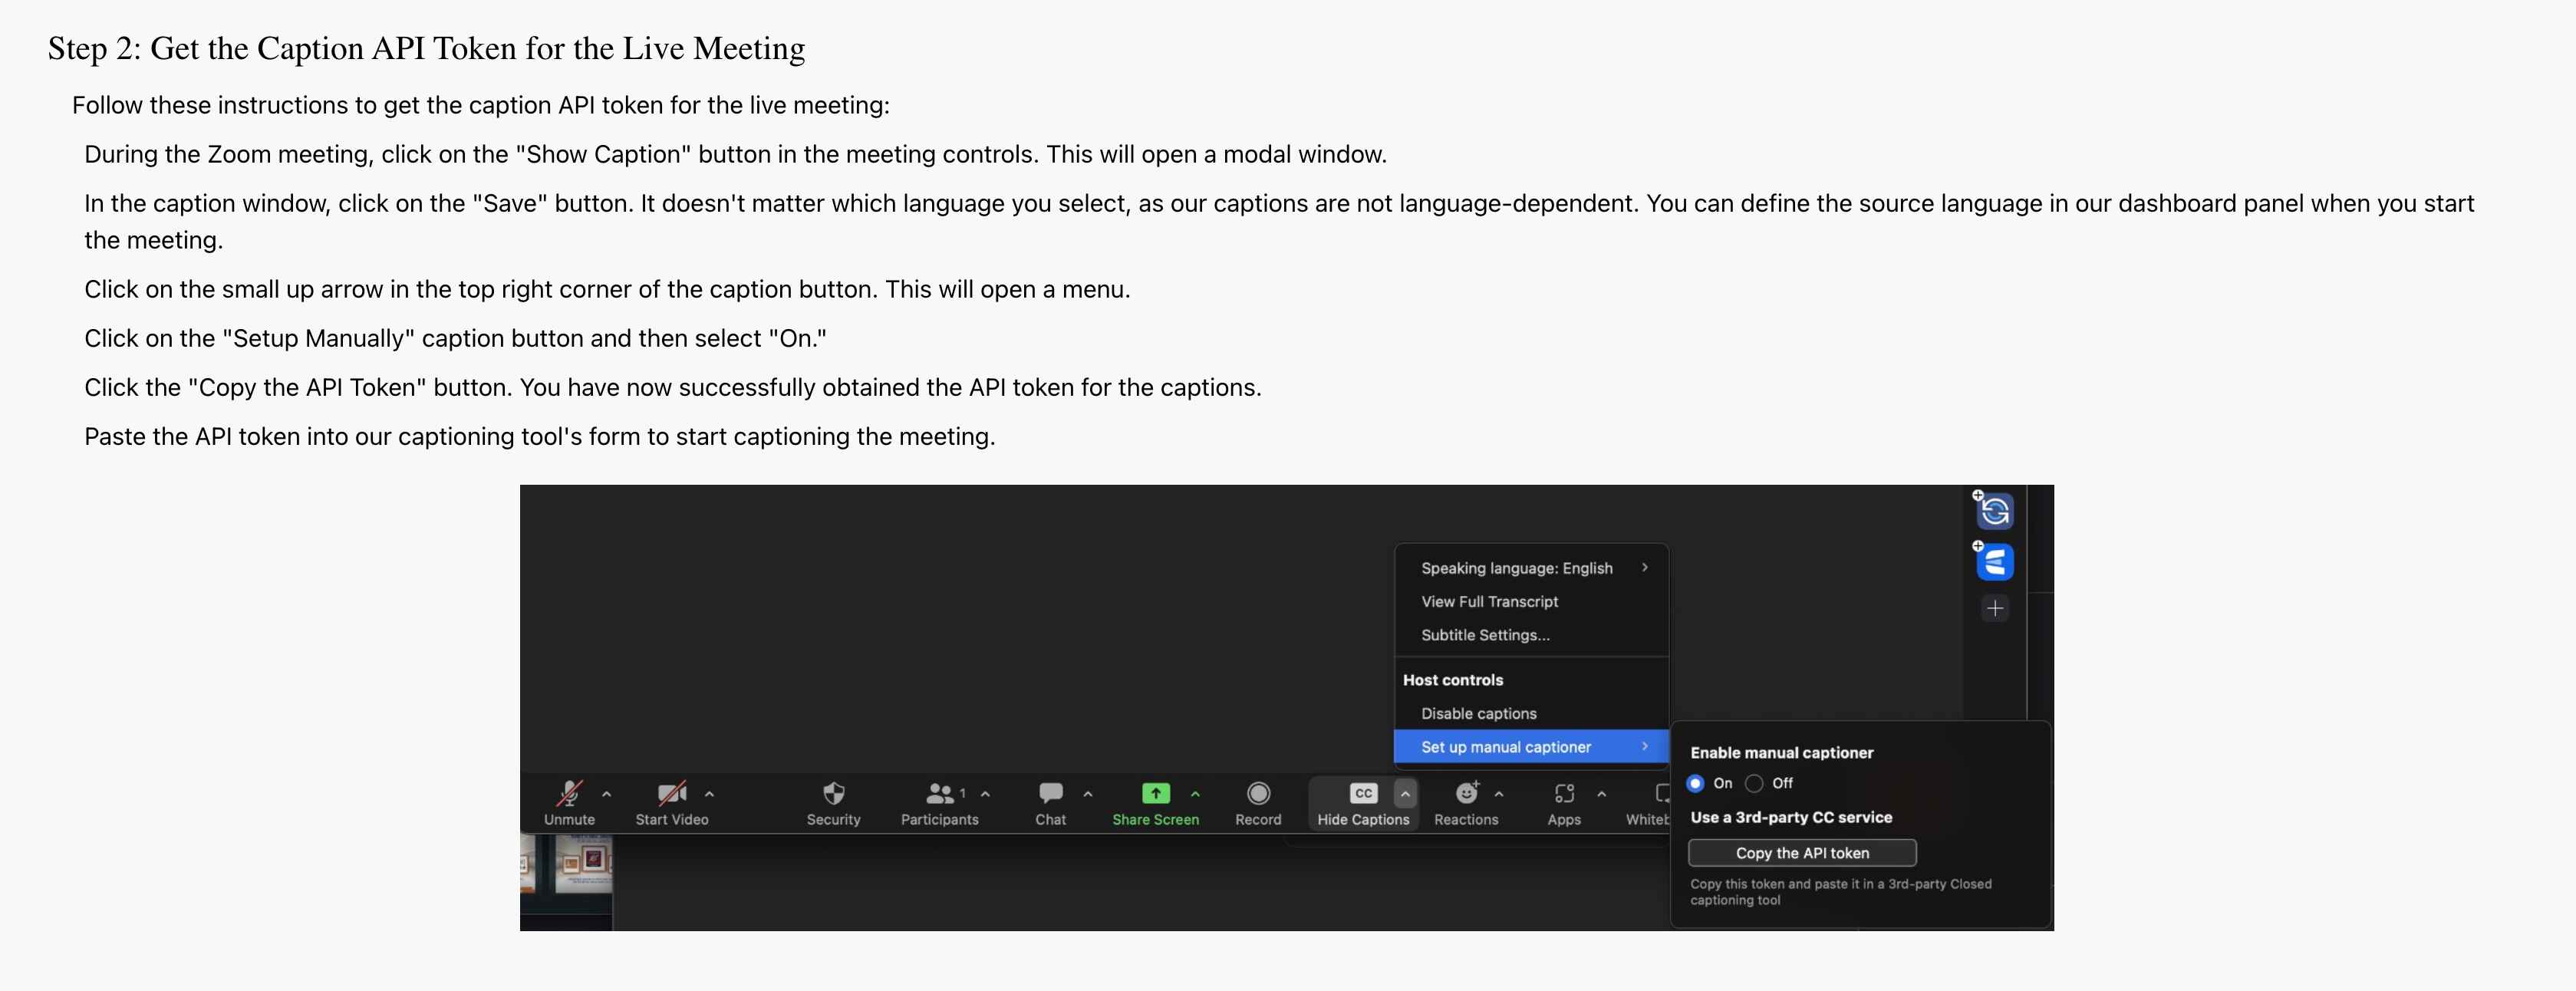 Step 2: Get the Caption API Token for the Live Meeting
Follow these instructions to get the caption API token for the live meeting:
During the Zoom meeting, click on the "Show Caption" button in the meeting controls. This will open a modal window.
In the caption window, click on the "Save" button. It doesn't matter which language you select, as our captions are not language-dependent. You can define the source language in our dashboard panel when you start
the meeting.
Click on the small up arrow in the top right corner of the caption button. This will open a menu.
Click on the "Setup Manually" caption button and then select "On."
Click the "Copy the API Token" button. You have now successfully obtained the API token for the captions.
Paste the API token into our captioning tool's form to start captioning the meeting.
Speaking language: English
View Full Transcript
Subtitle Settings...
Host controls
Disable captions
Set up manual captioner
Enable manual captioner
On Off
Use a 3rd-party CC service
Copy the API token
Copy this token and paste it in a 3rd-party Closed
captioning tool
1
CC
Unmute Start Video Security Participants Chat Share Screen Record Hide Captions Reactions Apps Whiteb